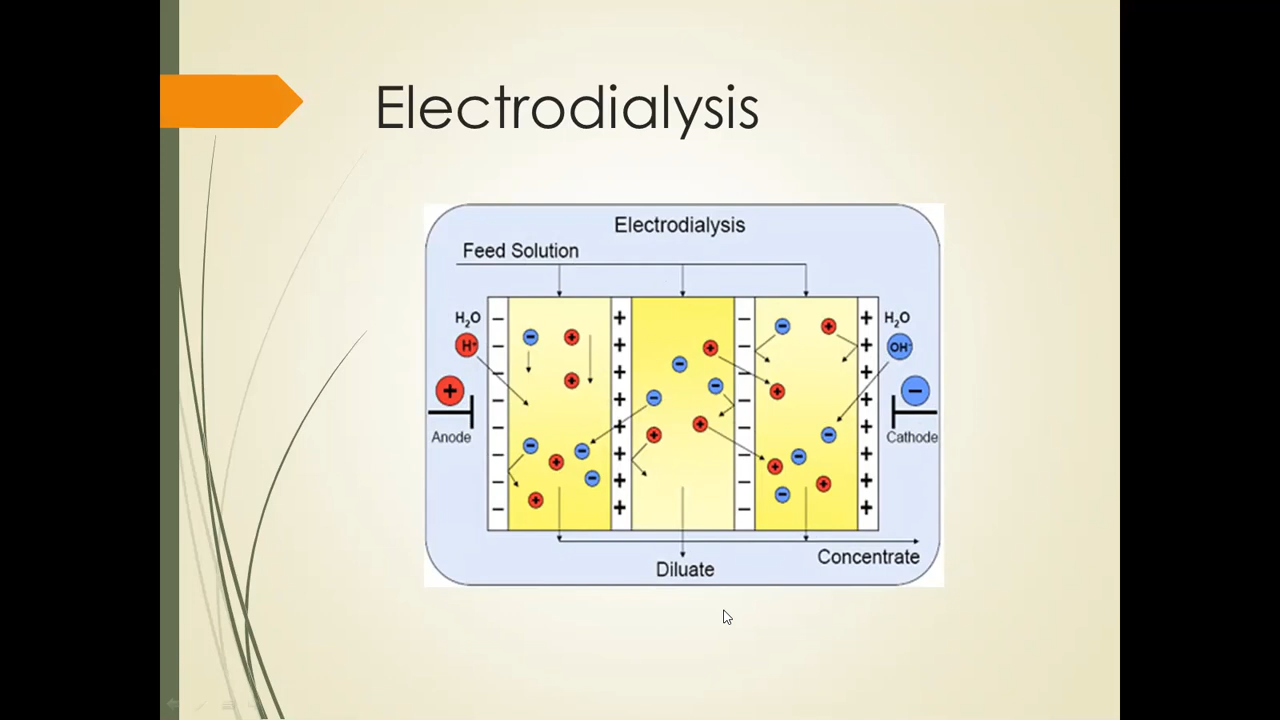 Electrodialysis
Electrodialysis
Feed Solution
H₂O
H₂O
H⁺
OH⁻
Anode
Cathode
Concentrate
Diluate